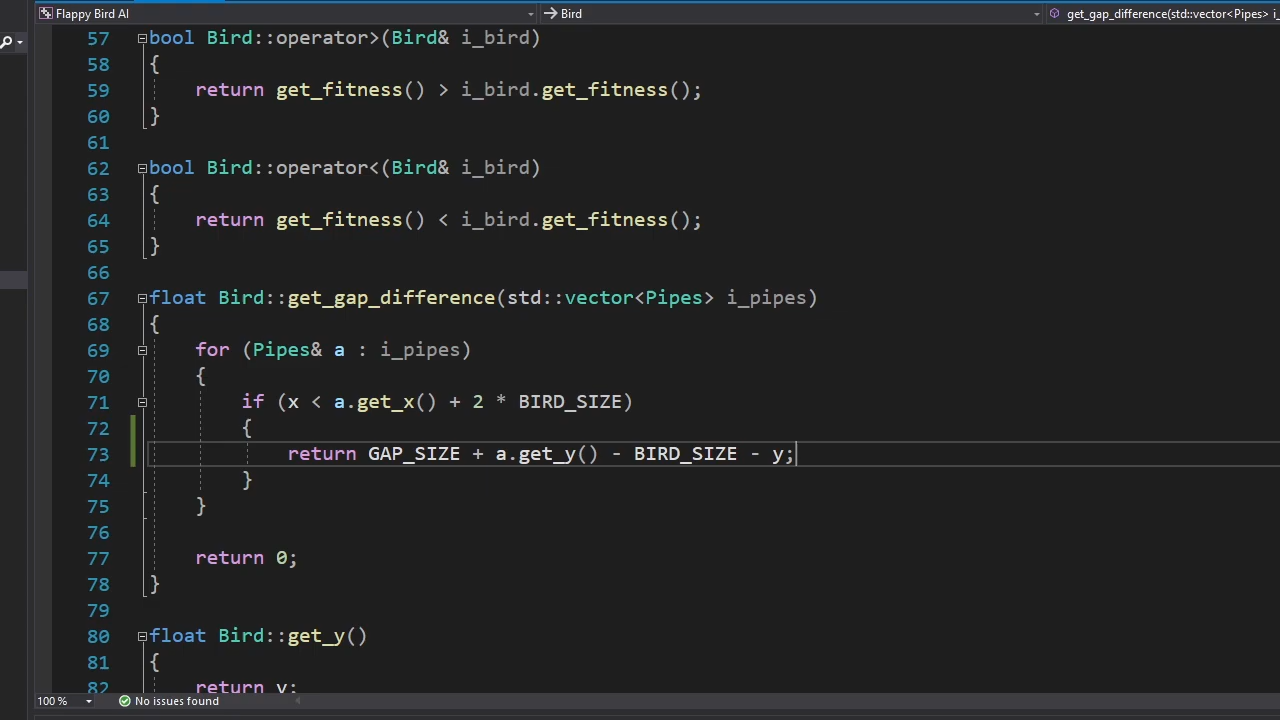 Flappy Bird AI
Bird
get_gap_difference(std::vector<Pipes> i_
57 bool Bird::operator>(Bird& i_bird)
58 {
59 return get_fitness() > i_bird.get_fitness();
60 }
61
62 bool Bird::operator<(Bird& i_bird)
63 {
64 return get_fitness() < i_bird.get_fitness();
65 }
66
67 float Bird::get_gap_difference(std::vector<Pipes> i_pipes)
68 {
69 for (Pipes& a : i_pipes)
70 {
71 if (x < a.get_x() + 2 * BIRD_SIZE)
72 {
73 return GAP_SIZE + a.get_y() - BIRD_SIZE - y;
74 }
75 }
76
77 return 0;
78 }
79
80 float Bird::get_y()
81 {
82 return y;
100 %
No issues found